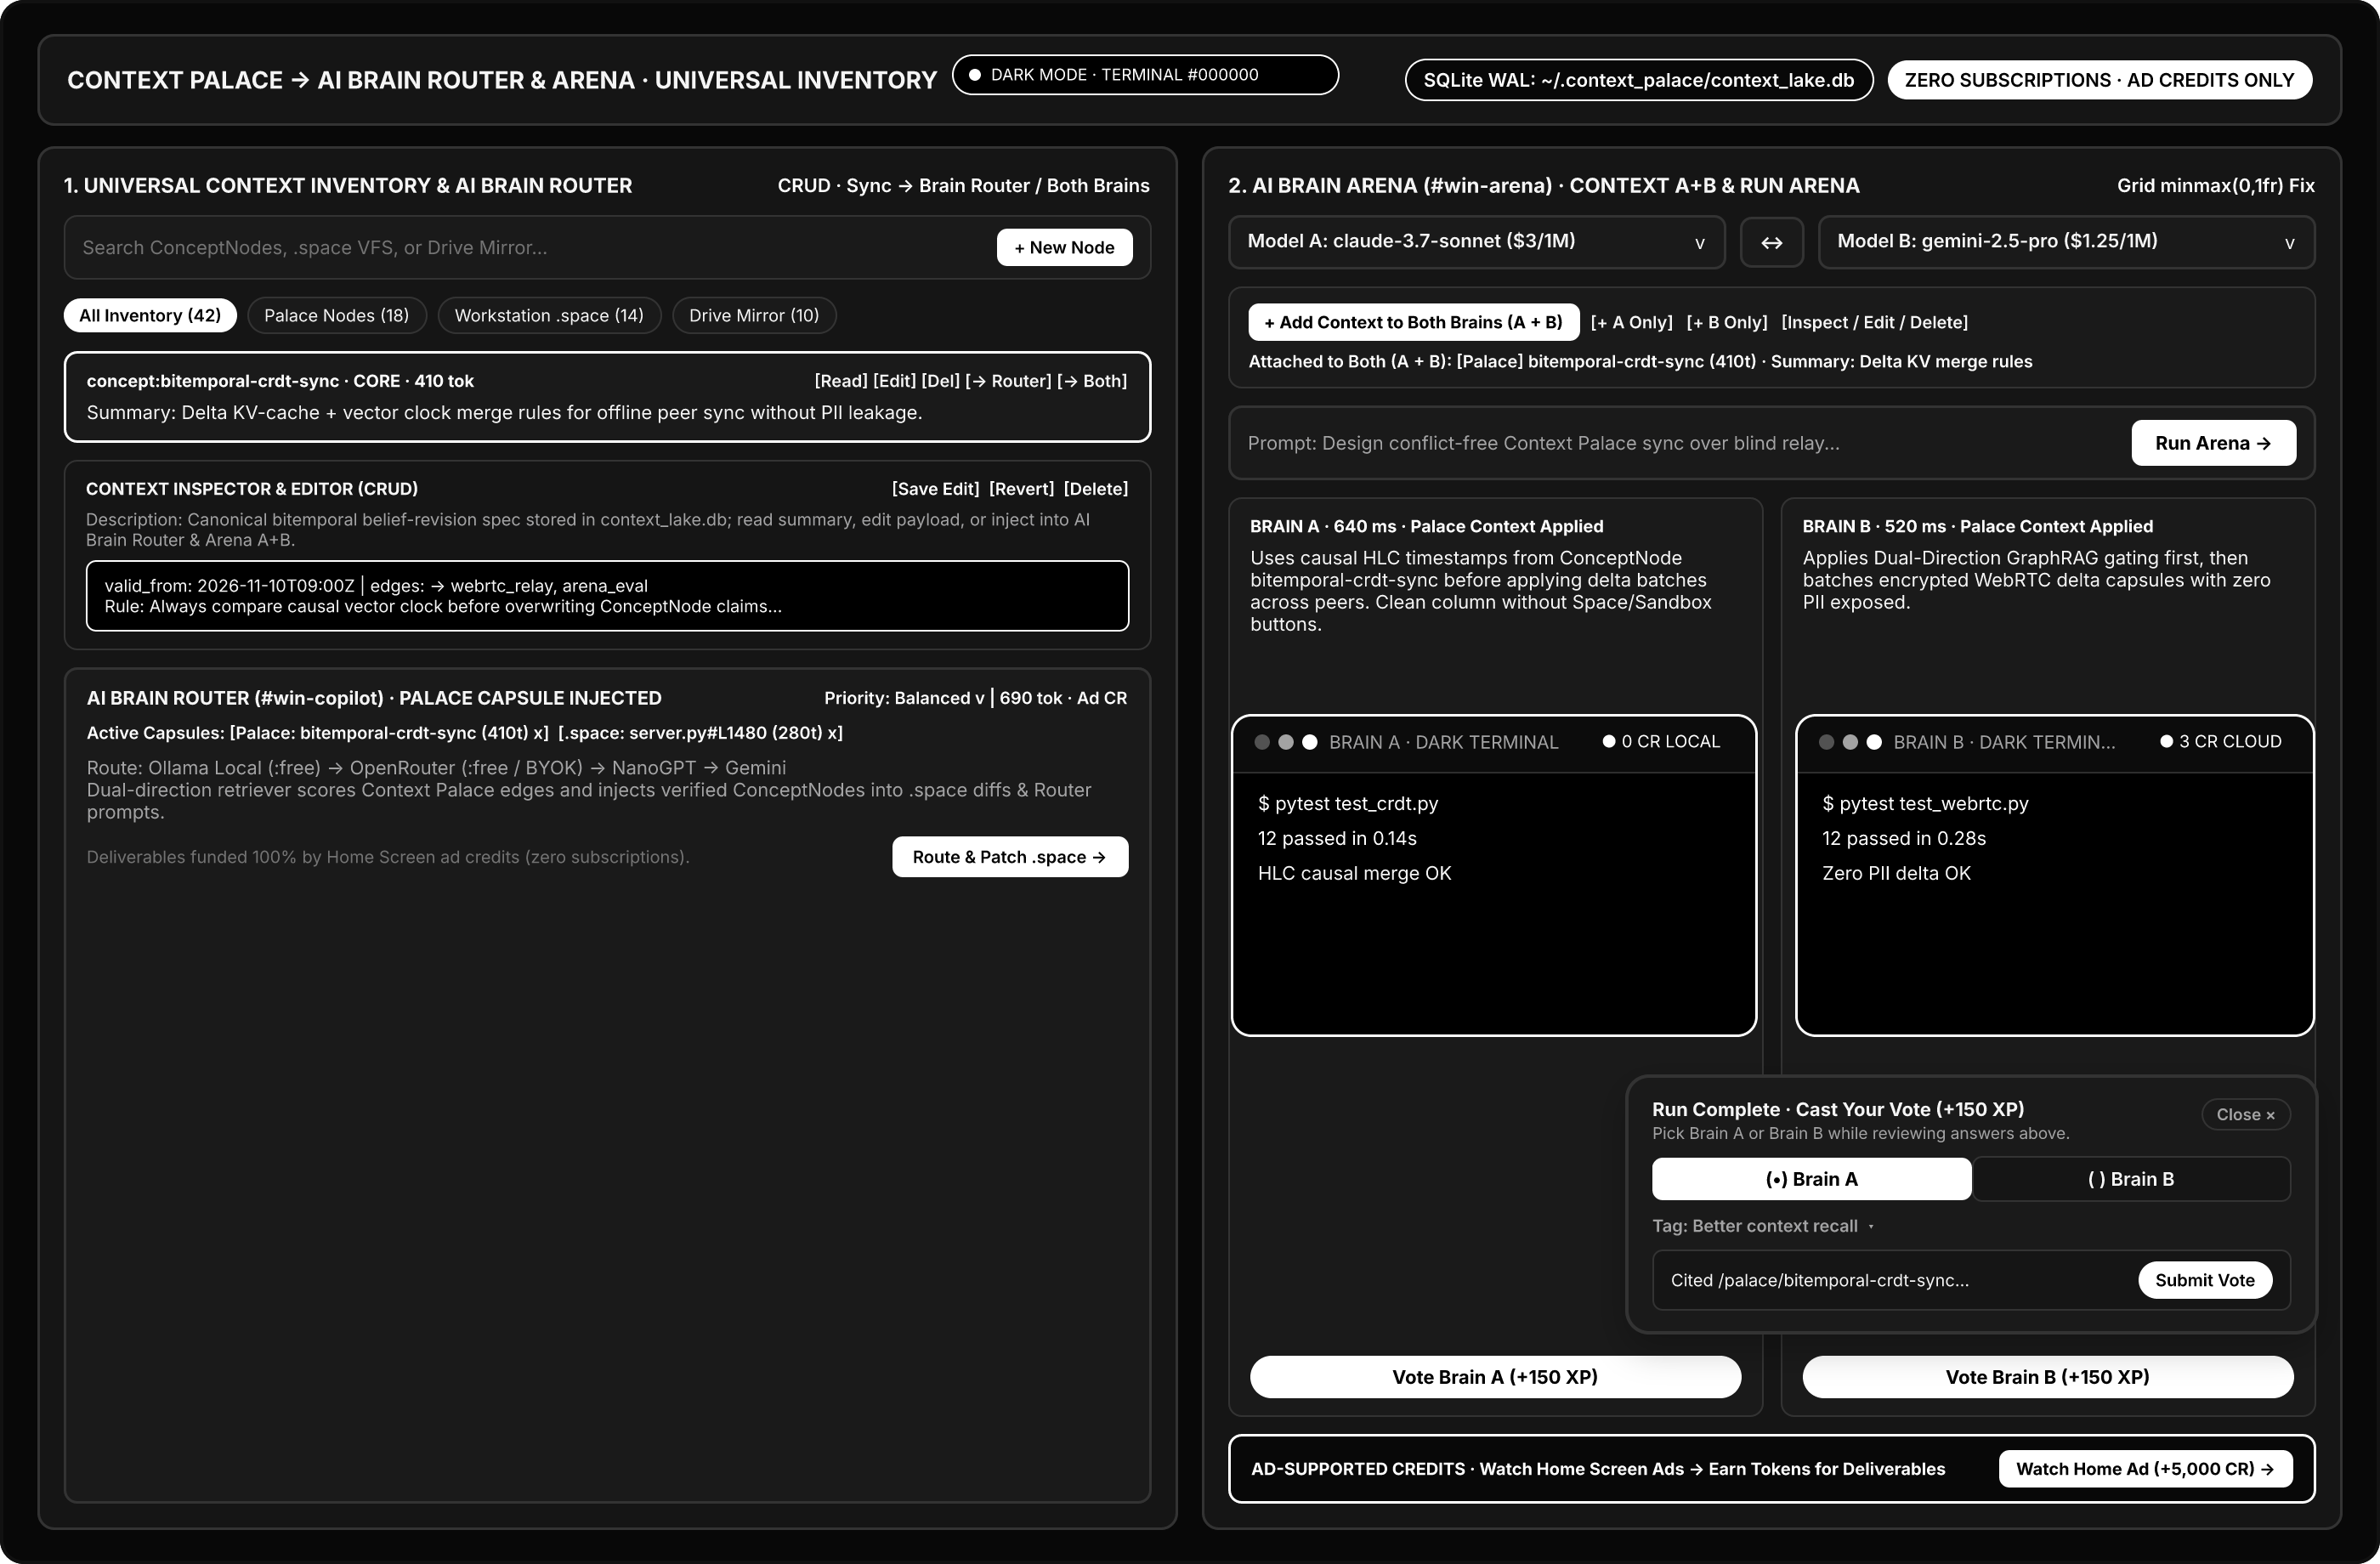 CONTEXT PALACE → AI BRAIN ROUTER & ARENA · UNIVERSAL INVENTORY
DARK MODE · TERMINAL #000000
SQLite WAL: ~/.context_palace/context_lake.db
ZERO SUBSCRIPTIONS · AD CREDITS ONLY
1. UNIVERSAL CONTEXT INVENTORY & AI BRAIN ROUTER
CRUD · Sync → Brain Router / Both Brains
Search ConceptNodes, .space VFS, or Drive Mirror...
+ New Node
All Inventory (42)
Palace Nodes (18)
Workstation .space (14)
Drive Mirror (10)
concept:bitemporal-crdt-sync · CORE · 410 tok
[Read] [Edit] [Del] [→ Router] [→ Both]
Summary: Delta KV-cache + vector clock merge rules for offline peer sync without PII leakage.
CONTEXT INSPECTOR & EDITOR (CRUD)
[Save Edit] [Revert] [Delete]
Description: Canonical bitemporal belief-revision spec stored in context_lake.db; read summary, edit payload, or inject into AI
Brain Router & Arena A+B.
valid_from: 2026-11-10T09:00Z | edges: → webrtc_relay, arena_eval
Rule: Always compare causal vector clock before overwriting ConceptNode claims...
AI BRAIN ROUTER (#win-copilot) · PALACE CAPSULE INJECTED
Priority: Balanced v | 690 tok · Ad CR
Active Capsules: [Palace: bitemporal-crdt-sync (410t) x] [.space: server.py#L1480 (280t) x]
Route: Ollama Local (:free) → OpenRouter (:free / BYOK) → NanoGPT → Gemini
Dual-direction retriever scores Context Palace edges and injects verified ConceptNodes into .space diffs & Router
prompts.
Deliverables funded 100% by Home Screen ad credits (zero subscriptions).
Route & Patch .space →
2. AI BRAIN ARENA (#win-arena) · CONTEXT A+B & RUN ARENA
Grid minmax(0,1fr) Fix
Model A: claude-3.7-sonnet ($3/1M)
v
↔
Model B: gemini-2.5-pro ($1.25/1M)
v
+ Add Context to Both Brains (A + B)
[+ A Only] [+ B Only] [Inspect / Edit / Delete]
Attached to Both (A + B): [Palace] bitemporal-crdt-sync (410t) · Summary: Delta KV merge rules
Prompt: Design conflict-free Context Palace sync over blind relay...
Run Arena →
BRAIN A · 640 ms · Palace Context Applied
Uses causal HLC timestamps from ConceptNode
bitemporal-crdt-sync before applying delta batches
across peers. Clean column without Space/Sandbox
buttons.
BRAIN A · DARK TERMINAL
0 CR LOCAL
$ pytest test_crdt.py
12 passed in 0.14s
HLC causal merge OK
BRAIN B · 520 ms · Palace Context Applied
Applies Dual-Direction GraphRAG gating first, then
batches encrypted WebRTC delta capsules with zero
PII exposed.
BRAIN B · DARK TERMIN...
3 CR CLOUD
$ pytest test_webrtc.py
12 passed in 0.28s
Zero PII delta OK
Run Complete · Cast Your Vote (+150 XP)
Close ×
Pick Brain A or Brain B while reviewing answers above.
(•) Brain A
( ) Brain B
Tag: Better context recall
Cited /palace/bitemporal-crdt-sync...
Submit Vote
Vote Brain A (+150 XP)
Vote Brain B (+150 XP)
AD-SUPPORTED CREDITS · Watch Home Screen Ads → Earn Tokens for Deliverables
Watch Home Ad (+5,000 CR) →